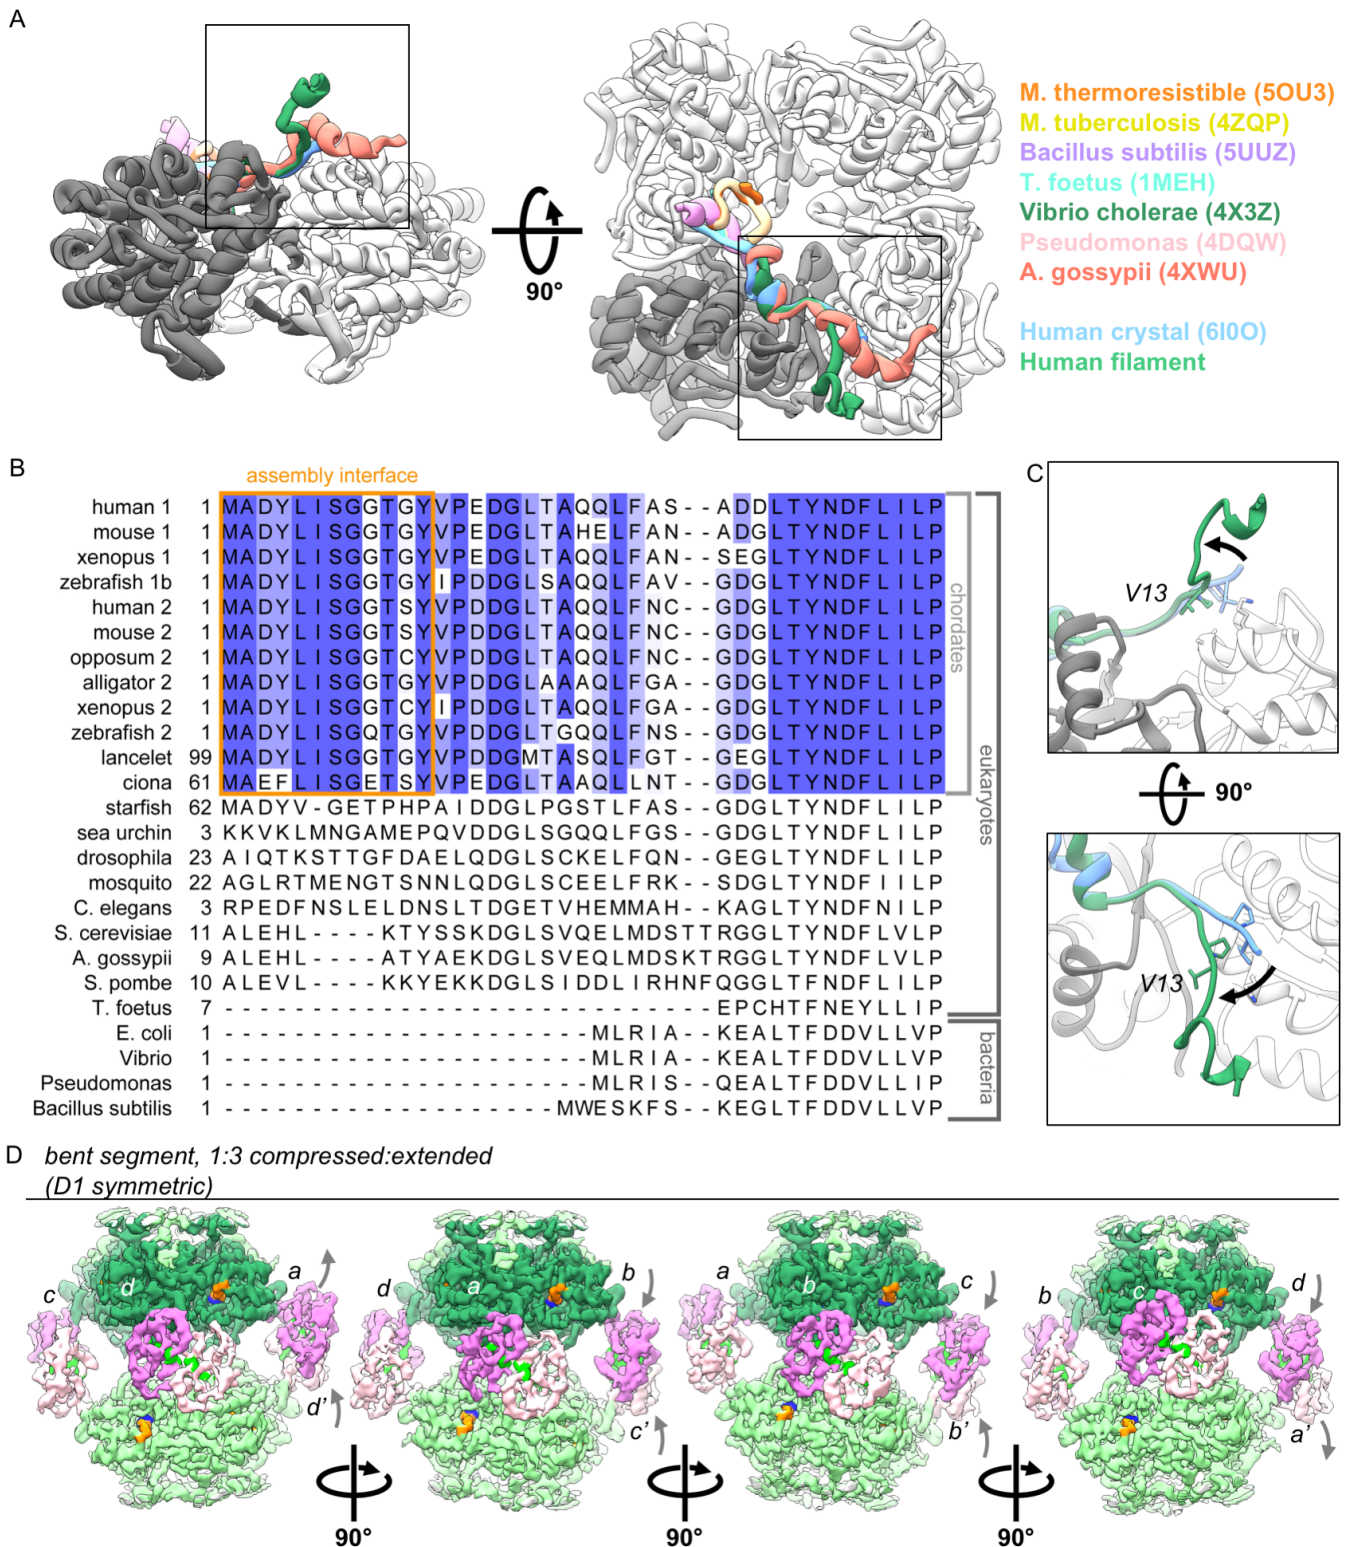 A
M. thermoresistible (5OU3)
M. tuberculosis (4ZQP)
Bacillus subtilis (5UUZ)
T. foetus (1MEH)
Vibrio cholerae (4X3Z)
Pseudomonas (4DQW)
A. gossypii (4XWU)
Human crystal (6I0O)
Human filament
90°
B
assembly interface
human 1 1 MADYLISGGTGYVPEDGLTAQQLFAS--ADDLTYNDFLILP
mouse 1 1 MADYLISGGTGYVPEDGLTAHELFAN--ADGLTYNDFLILP
xenopus 1 1 MADYLISGGTGYVPEDGLTAQQLFAN--SEGLTYNDFLILP
zebrafish 1b 1 MADYLISGGTGYIPDDGLSAQQLFAV--GDGLTYNDFLILP
human 2 1 MADYLISGGTSYVPDDGLTAQQLFNC--GDGLTYNDFLILP
mouse 2 1 MADYLISGGTSYVPDDGLTAQQLFNC--GDGLTYNDFLILP
opposum 2 1 MADYLISGGTCYVPDDGLTAQQLFNC--GDGLTYNDFLILP
alligator 2 1 MADYLISGGTGYVPDDGLAAAQLFGA--GDGLTYNDFLILP
xenopus 2 1 MADYLISGGTCYIPDDGLTAQQLFGA--GDGLTYNDFLILP
zebrafish 2 1 MADYLISGQTGYVPDDGLTGQQLFNS--GDGLTYNDFLILP
lancelet 99 MADYLISGGTGYVPDDGMTASQLFGT--GEGLTYNDFLILP
ciona 61 MAEFLISGETSYVPEDGLTAAQLLNT--GDGLTYNDFLILP
starfish 62 MADYV-GETPHPAIDDGLPGSTLFAS--GDGLTYNDFLILP
sea urchin 3 KKVKLMNGAMEPQVDDGLSGQQLFGS--GDGLTYNDFLILP
drosophila 23 AIQTKSTTGFDAELQDGLSCKELFQN--GEGLTYNDFLILP
mosquito 22 AGLRTMENGTSNNLQDGLSCEELFRK--SDGLTYNDFIILP
C. elegans 3 RPEDFNSLELDNSLTDGETVHEMMAH--KAGLTYNDFNILP
S. cerevisiae 11 ALEHL----KTYSSKDGLSVQELMDSTTRGGLTYNDFLVLP
A. gossypii 9 ALEHL----ATYAEKDGLSVEQLMDSKTRGGLTYNDFLVLP
S. pombe 10 ALEVL----KKYEKKDGLSIDDLIRHNFQGGLTFNDFLILP
T. foetus 7 ----------------------------EPCHTFNEYLLIP
E. coli 1 ---------------------MLRIA--KEALTFDDVLLVP
Vibrio 1 ---------------------MLRIA--KEALTFDDVLLVP
Pseudomonas 1 ---------------------MLRIS--QEALTFDDVLLIP
Bacillus subtilis 1 -------------------MWESKFS--KEGLTFDDVLLVP
chordates
eukaryotes
bacteria
C
V13
90°
V13
D bent segment, 1:3 compressed:extended
(D1 symmetric)
c d a d'
d a b c'
a b c b'
b c d a'
90°
90°
90°